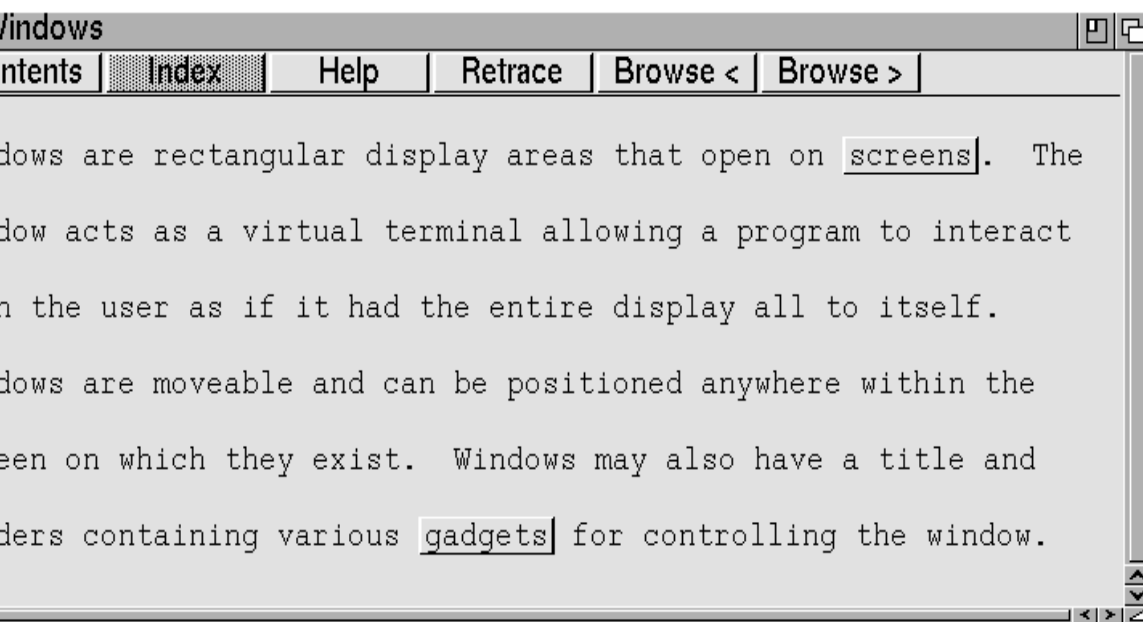 Windows
ntents Index Help Retrace Browse < Browse >
dows are rectangular display areas that open on screens. The
dow acts as a virtual terminal allowing a program to interact
n the user as if it had the entire display all to itself.
dows are moveable and can be positioned anywhere within the
een on which they exist. Windows may also have a title and
ders containing various gadgets for controlling the window.